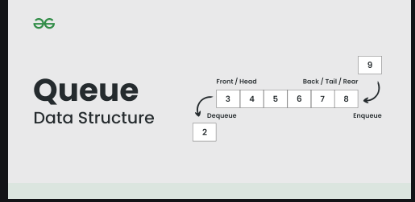 Queue
Data Structure
9
Front / Head
Back / Tail / Rear
3 4 5 6 7 8
Dequeue
Enqueue
2